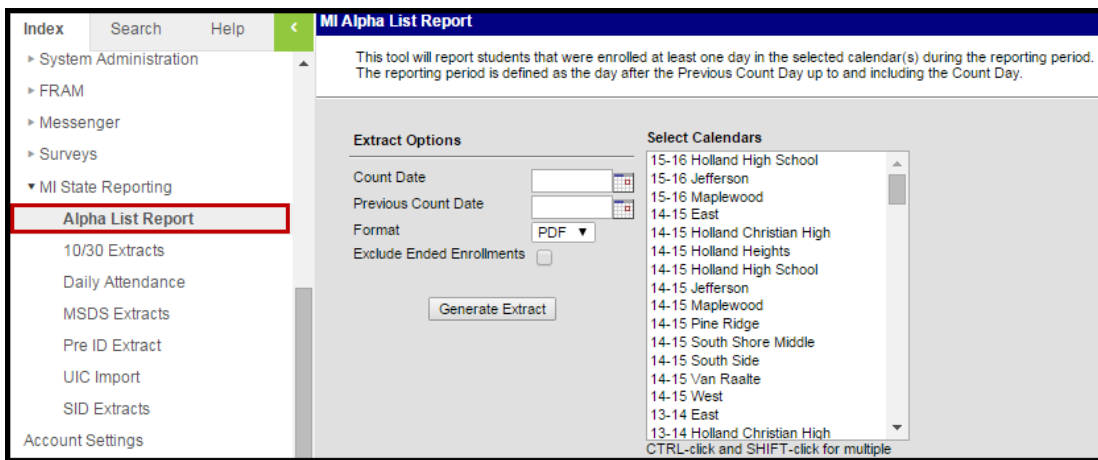 Index
Search
Help
System Administration
FRAM
Messenger
Surveys
MI State Reporting
Alpha List Report
10/30 Extracts
Daily Attendance
MSDS Extracts
Pre ID Extract
UIC Import
SID Extracts
Account Settings
MI Alpha List Report
This tool will report students that were enrolled at least one day in the selected calendar(s) during the reporting period.
The reporting period is defined as the day after the Previous Count Day up to and including the Count Day.
Extract Options
Count Date
Previous Count Date
Format
PDF
Exclude Ended Enrollments
Generate Extract
Select Calendars
15-16 Holland High School
15-16 Jefferson
15-16 Maplewood
14-15 East
14-15 Holland Christian High
14-15 Holland Heights
14-15 Holland High School
14-15 Jefferson
14-15 Maplewood
14-15 Pine Ridge
14-15 South Shore Middle
14-15 South Side
14-15 Van Raalte
14-15 West
13-14 East
13-14 Holland Christian High
CTRL-click and SHIFT-click for multiple